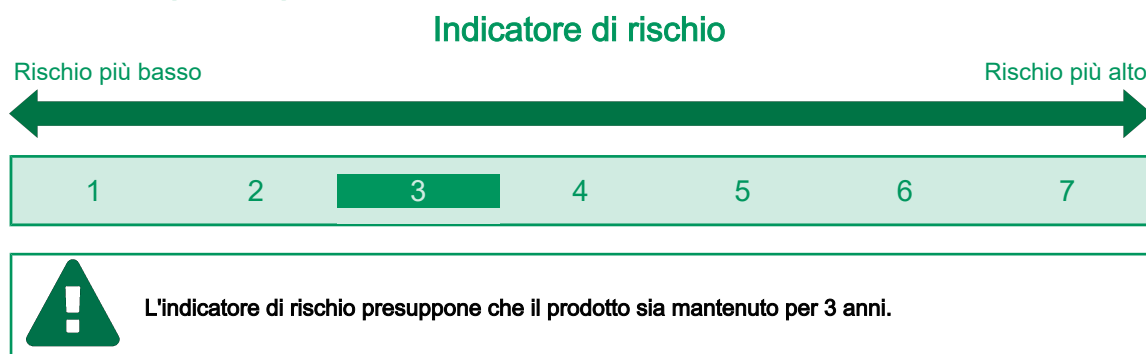 Indicatore di rischio
Rischio più basso Rischio più alto
1 2 3 4 5 6 7
L'indicatore di rischio presuppone che il prodotto sia mantenuto per 3 anni.